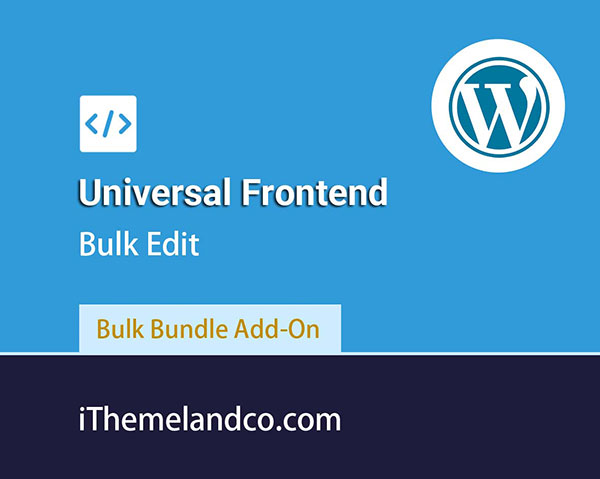 </>
Universal Frontend
Bulk Edit
Bulk Bundle Add-On
iThemelandco.com